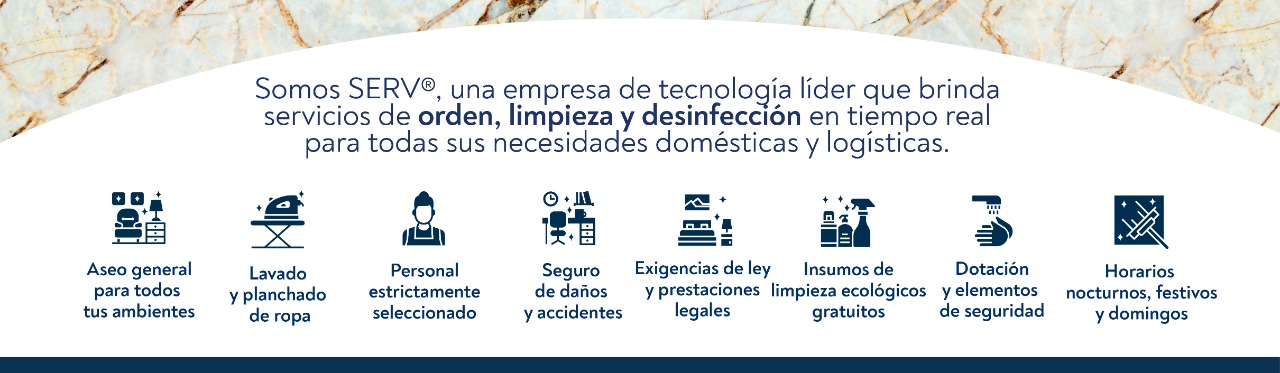 Somos SERV®, una empresa de tecnología líder que brinda
servicios de orden, limpieza y desinfección en tiempo real
para todas sus necesidades domésticas y logísticas.
Aseo general
para todos
tus ambientes
Lavado
y planchado
de ropa
Personal
estrictamente
seleccionado
Seguro
de daños
y accidentes
Exigencias de ley
y prestaciones
legales
Insumos de
limpieza ecológicos
gratuitos
Dotación
y elementos
de seguridad
Horarios
nocturnos, festivos
y domingos